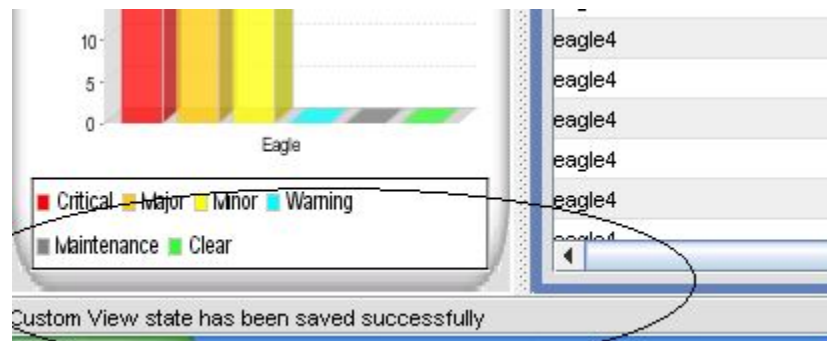 10
5
0
Eagle
Critical Major Minor Warning
Maintenance Clear
eagle4
eagle4
eagle4
eagle4
eagle4
eagle4
Custom View state has been saved successfully